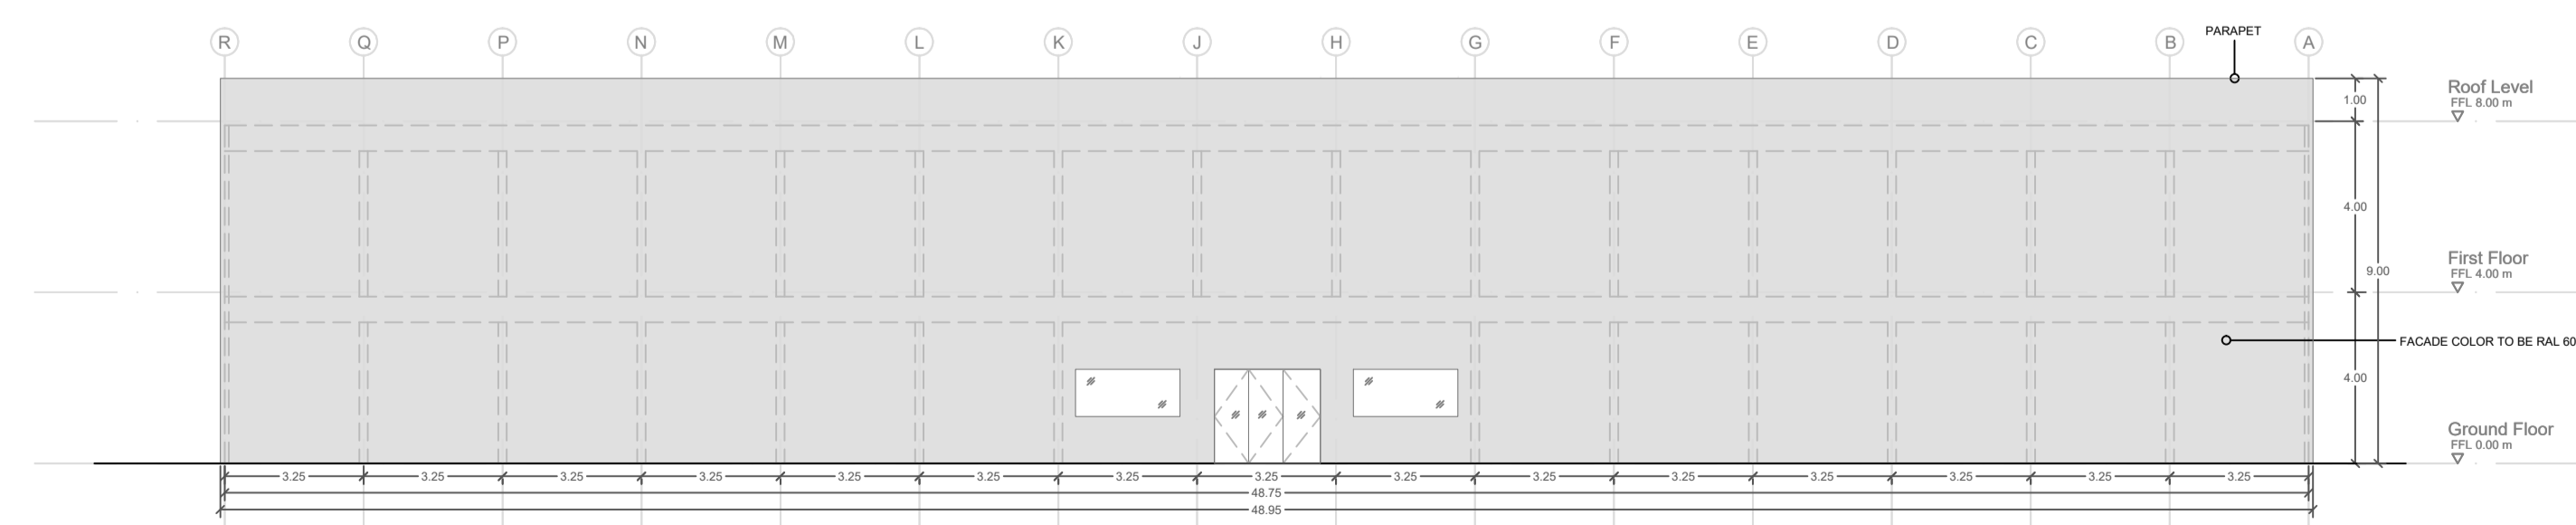 PARAPET
R Q P N M L K J H G F E D C B A
Roof Level
FFL 8.00 m
1.00
4.00
First Floor
FFL 4.00 m
9.00
FACADE COLOR TO BE RAL 60
4.00
Ground Floor
FFL 0.00 m
3.25 3.25 3.25 3.25 3.25 3.25 3.25 3.25 3.25 3.25 3.25 3.25 3.25 3.25 3.25
48.75
48.95